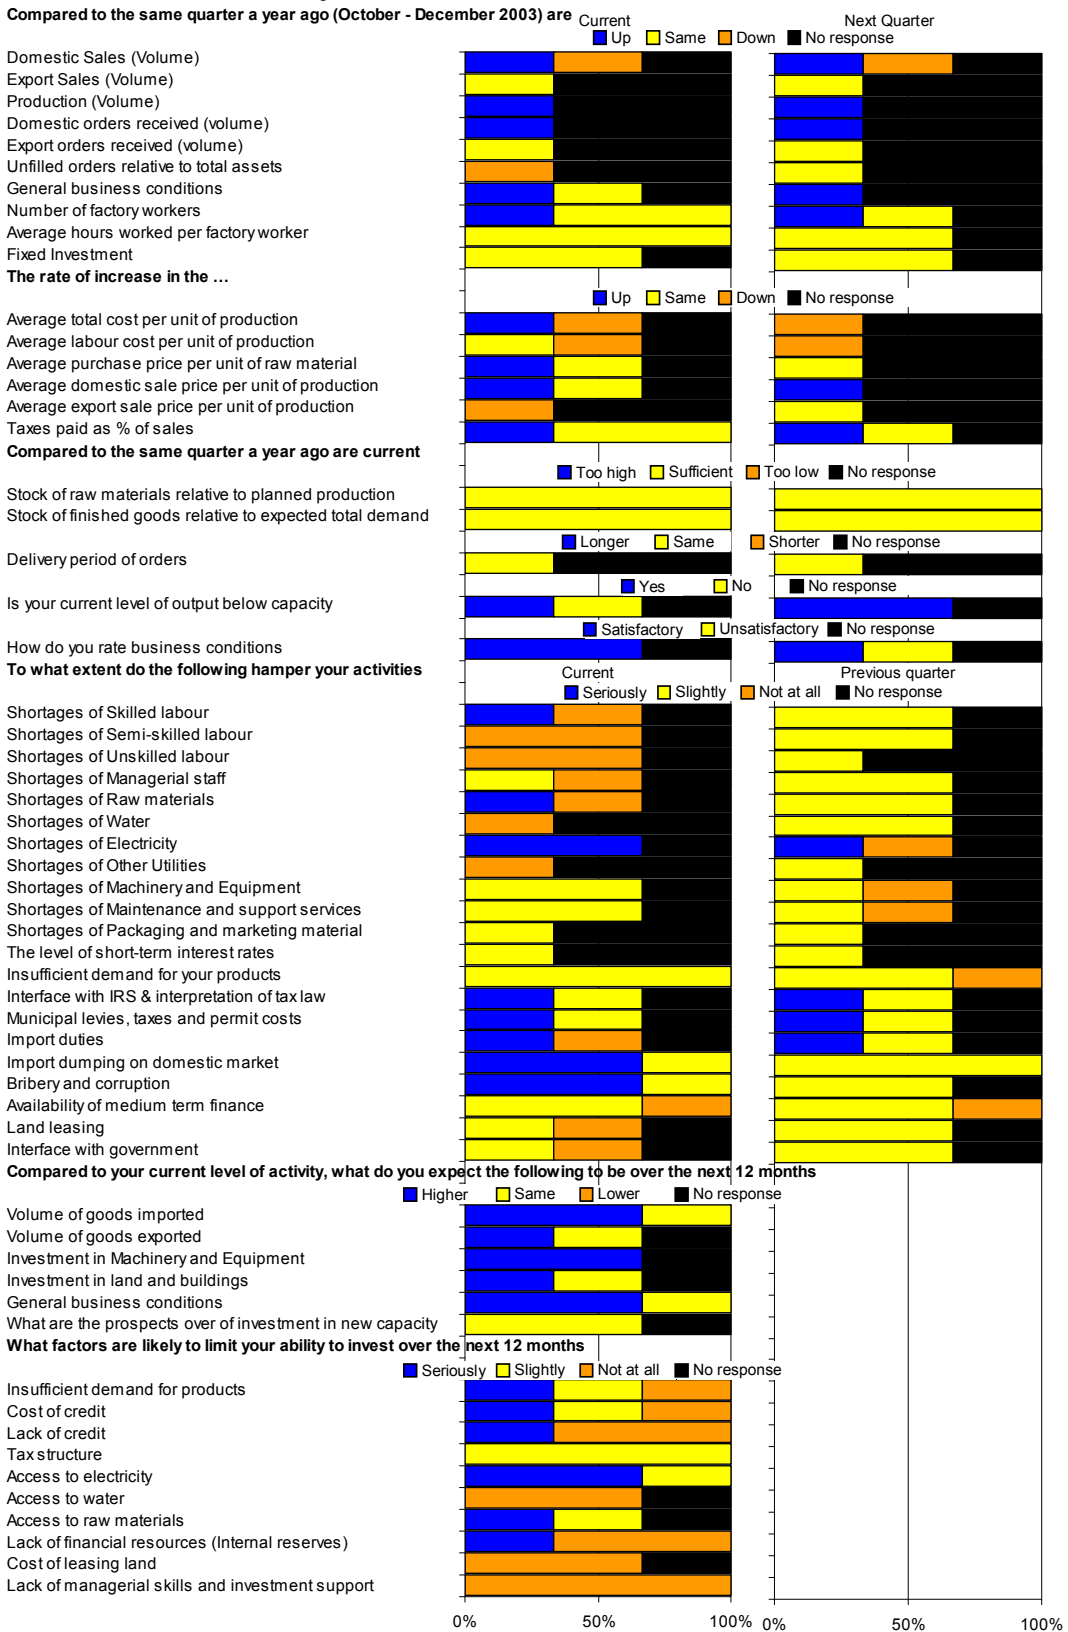 Compared to the same quarter a year ago (October - December 2003) are
Current
Next Quarter
Up Same Down No response
Domestic Sales (Volume)
Export Sales (Volume)
Production (Volume)
Domestic orders received (volume)
Export orders received (volume)
Unfilled orders relative to total assets
General business conditions
Number of factory workers
Average hours worked per factory worker
Fixed Investment
The rate of increase in the …
Up Same Down No response
Average total cost per unit of production
Average labour cost per unit of production
Average purchase price per unit of raw material
Average domestic sale price per unit of production
Average export sale price per unit of production
Taxes paid as % of sales
Compared to the same quarter a year ago are current
Too high Sufficient Too low No response
Stock of raw materials relative to planned production
Stock of finished goods relative to expected total demand
Longer Same Shorter No response
Delivery period of orders
Yes No No response
Is your current level of output below capacity
Satisfactory Unsatisfactory No response
How do you rate business conditions
To what extent do the following hamper your activities
Current
Previous quarter
Seriously Slightly Not at all No response
Shortages of Skilled labour
Shortages of Semi-skilled labour
Shortages of Unskilled labour
Shortages of Managerial staff
Shortages of Raw materials
Shortages of Water
Shortages of Electricity
Shortages of Other Utilities
Shortages of Machinery and Equipment
Shortages of Maintenance and support services
Shortages of Packaging and marketing material
The level of short-term interest rates
Insufficient demand for your products
Interface with IRS & interpretation of tax law
Municipal levies, taxes and permit costs
Import duties
Import dumping on domestic market
Bribery and corruption
Availability of medium term finance
Land leasing
Interface with government
Compared to your current level of activity, what do you expect the following to be over the next 12 months
Higher Same Lower No response
Volume of goods imported
Volume of goods exported
Investment in Machinery and Equipment
Investment in land and buildings
General business conditions
What are the prospects over of investment in new capacity
What factors are likely to limit your ability to invest over the next 12 months
Seriously Slightly Not at all No response
Insufficient demand for products
Cost of credit
Lack of credit
Tax structure
Access to electricity
Access to water
Access to raw materials
Lack of financial resources (Internal reserves)
Cost of leasing land
Lack of managerial skills and investment support
0% 50% 100% 0% 50% 100%